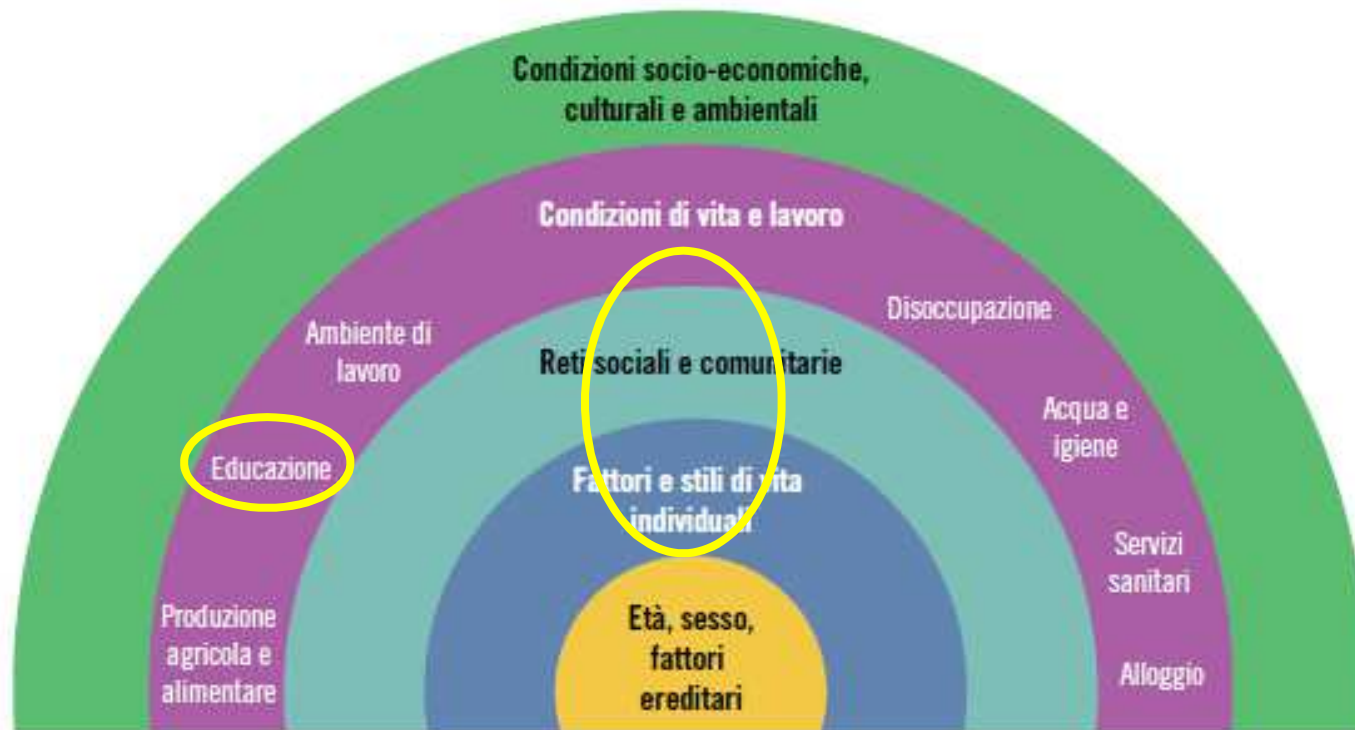 Condizioni socio-economiche,
culturali e ambientali
Condizioni di vita e lavoro
Disoccupazione
Ambiente di
lavoro
Reti sociali e comunitarie
Acqua e
igiene
Educazione
Fattori e stili di vita
individuali
Servizi
sanitari
Produzione
agricola e
alimentare
Età, sesso,
fattori
ereditari
Alloggio